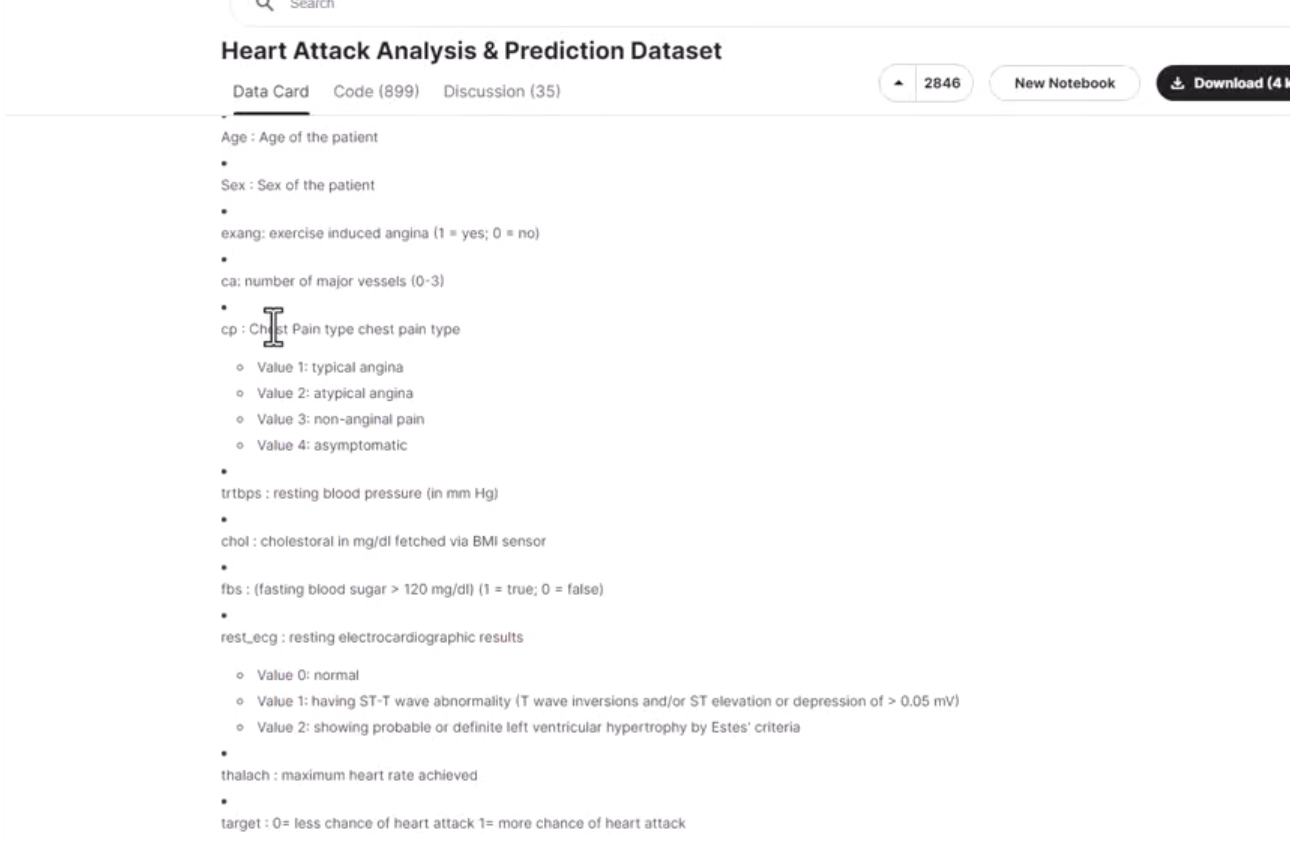 Search
Heart Attack Analysis & Prediction Dataset
Data Card Code (899) Discussion (35)
2846 New Notebook Download (4 k
Age : Age of the patient
Sex : Sex of the patient
exang: exercise induced angina (1 = yes; 0 = no)
ca: number of major vessels (0-3)
cp : Chest Pain type chest pain type
Value 1: typical angina
Value 2: atypical angina
Value 3: non-anginal pain
Value 4: asymptomatic
trtbps : resting blood pressure (in mm Hg)
chol : cholestoral in mg/dl fetched via BMI sensor
fbs : (fasting blood sugar > 120 mg/dl) (1 = true; 0 = false)
rest_ecg : resting electrocardiographic results
Value 0: normal
Value 1: having ST-T wave abnormality (T wave inversions and/or ST elevation or depression of > 0.05 mV)
Value 2: showing probable or definite left ventricular hypertrophy by Estes' criteria
thalach : maximum heart rate achieved
target : 0= less chance of heart attack 1= more chance of heart attack